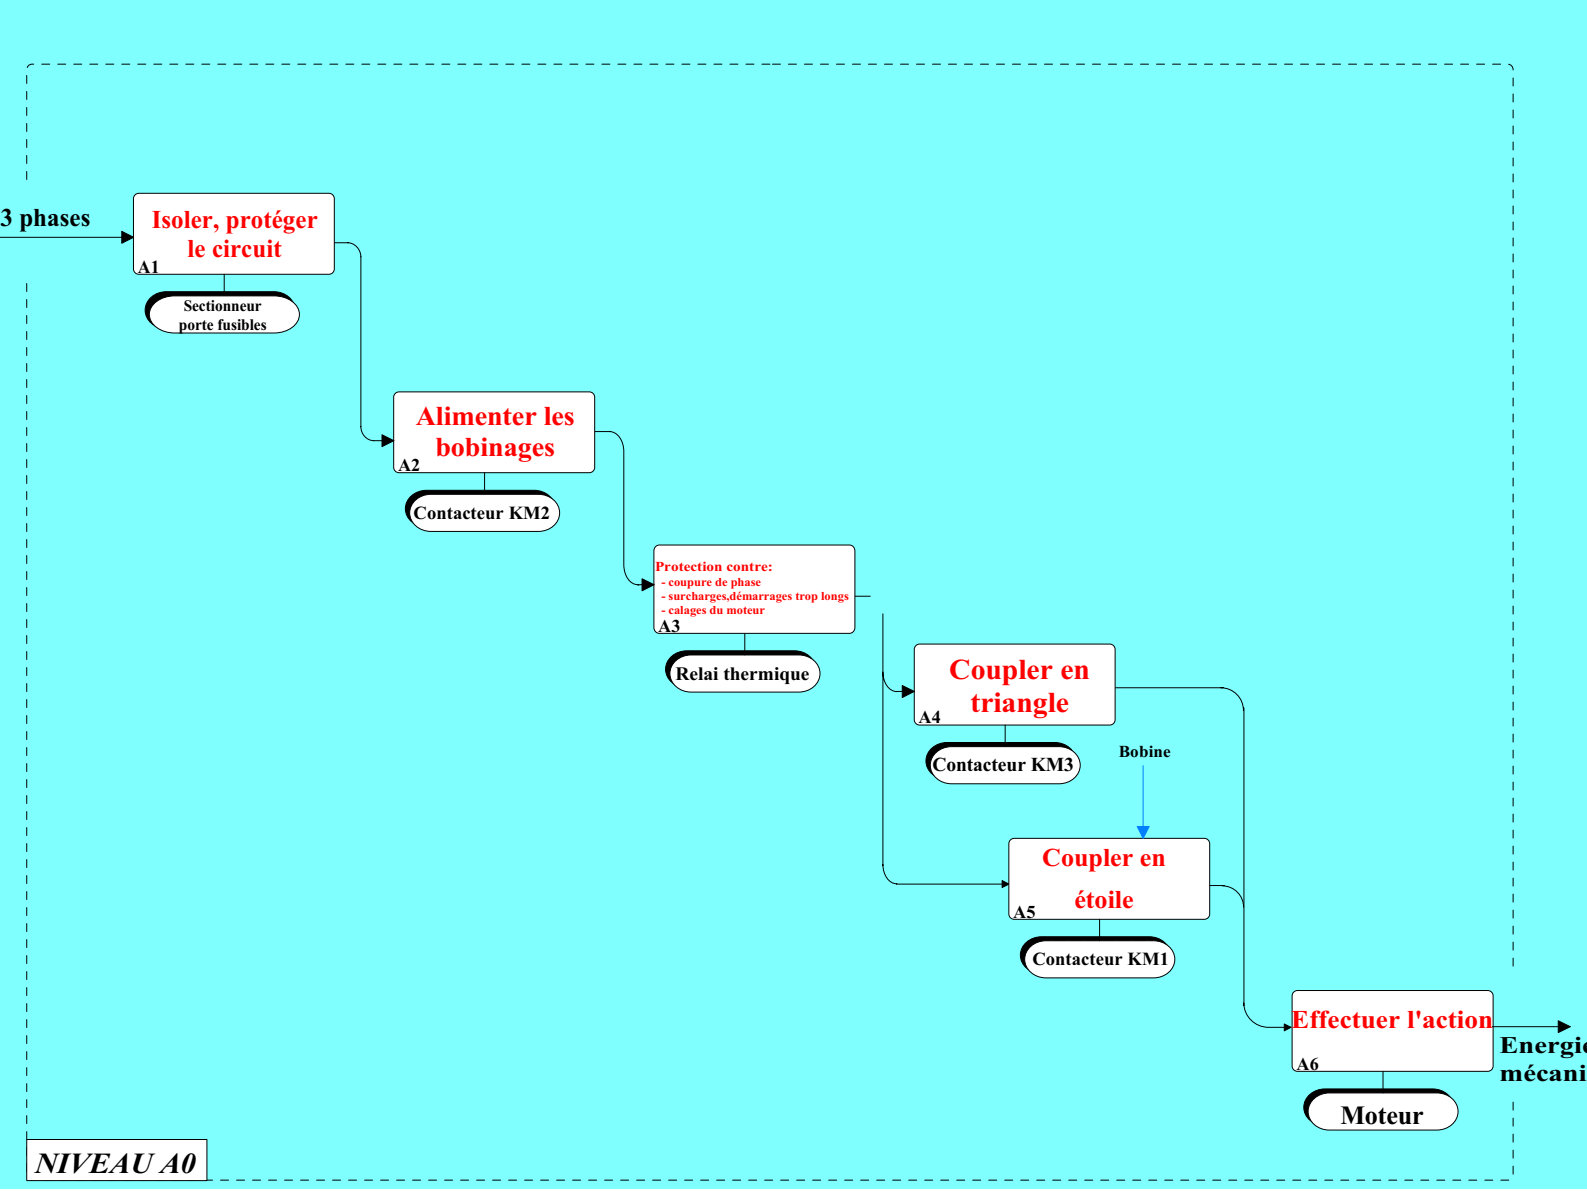 3 phases
Isoler, protéger
le circuit
A1
Sectionneur
porte fusibles
Alimenter les
bobinages
A2
Contacteur KM2
Protection contre:
- coupure de phase
- surcharges,démarrages trop longs
- calages du moteur
A3
Relai thermique
Coupler en
triangle
A4
Contacteur KM3
Bobine
Coupler en
étoile
A5
Contacteur KM1
Effectuer l'action
A6
Energie
mécani
Moteur
NIVEAU A0